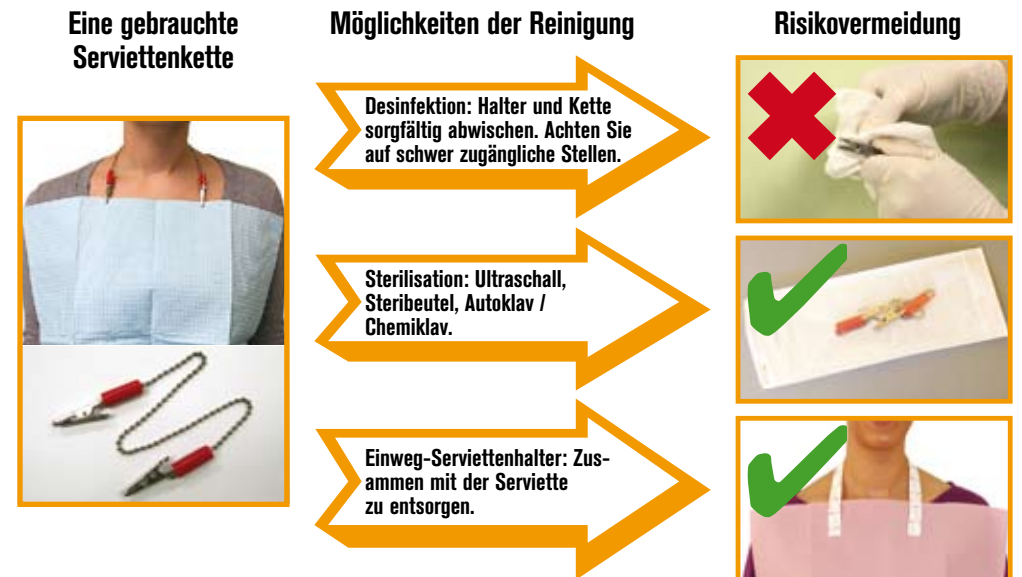 Eine gebrauchte
Serviettenkette
Möglichkeiten der Reinigung
Risikovermeidung
Desinfektion: Halter und Kette
sorgfältig abwischen. Achten Sie
auf schwer zugängliche Stellen.
Sterilisation: Ultraschall,
Steribeutel, Autoklav /
Chemiklav.
Einweg-Serviettenhalter: Zus-
ammen mit der Serviette
zu entsorgen.